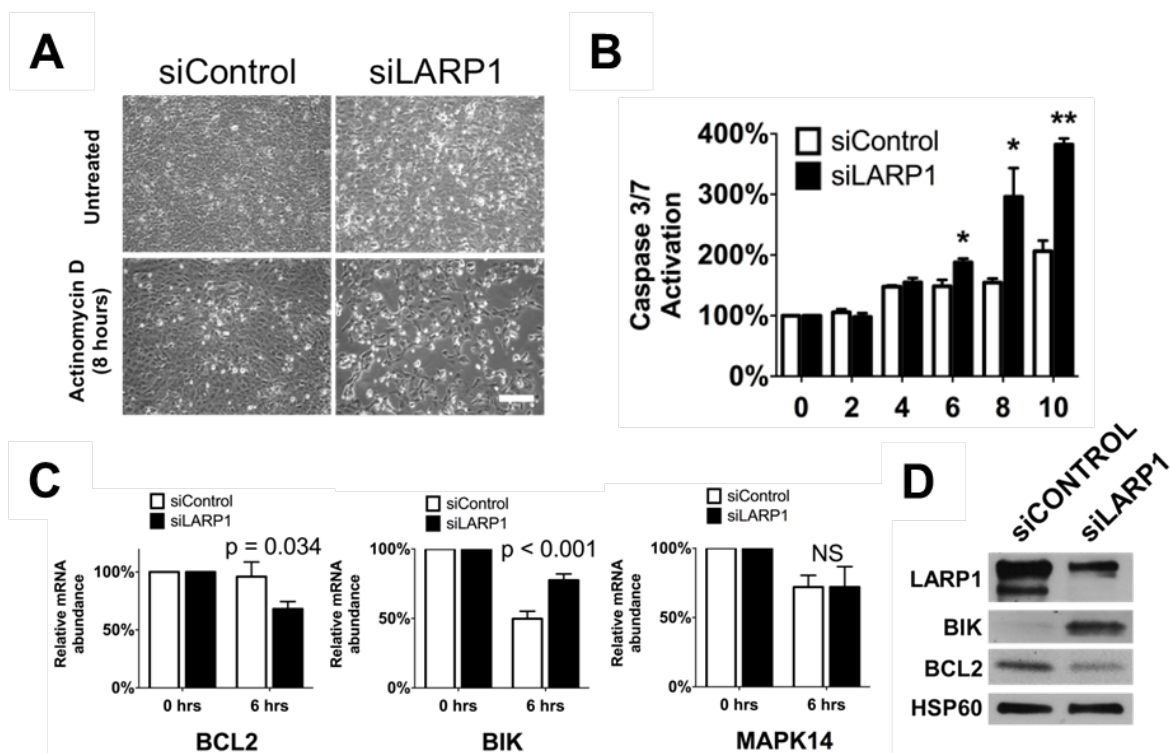 A
siControl siLARP1
Untreated
Actinomycin D
(8 hours)
B
Caspase 3/7
Activation
400%
300%
200%
100%
0%
siControl
siLARP1
* * **
0 2 4 6 8 10
C
siControl
siLARP1
p = 0.034
Relative mRNA
abundance
100%
50%
0%
0 hrs 6 hrs
BCL2
siControl
siLARP1
p < 0.001
Relative mRNA
abundance
100%
50%
0%
0 hrs 6 hrs
BIK
siControl
siLARP1
NS
Relative mRNA
abundance
100%
50%
0%
0 hrs 6 hrs
MAPK14
D
siCONTROL siLARP1
LARP1
BIK
BCL2
HSP60